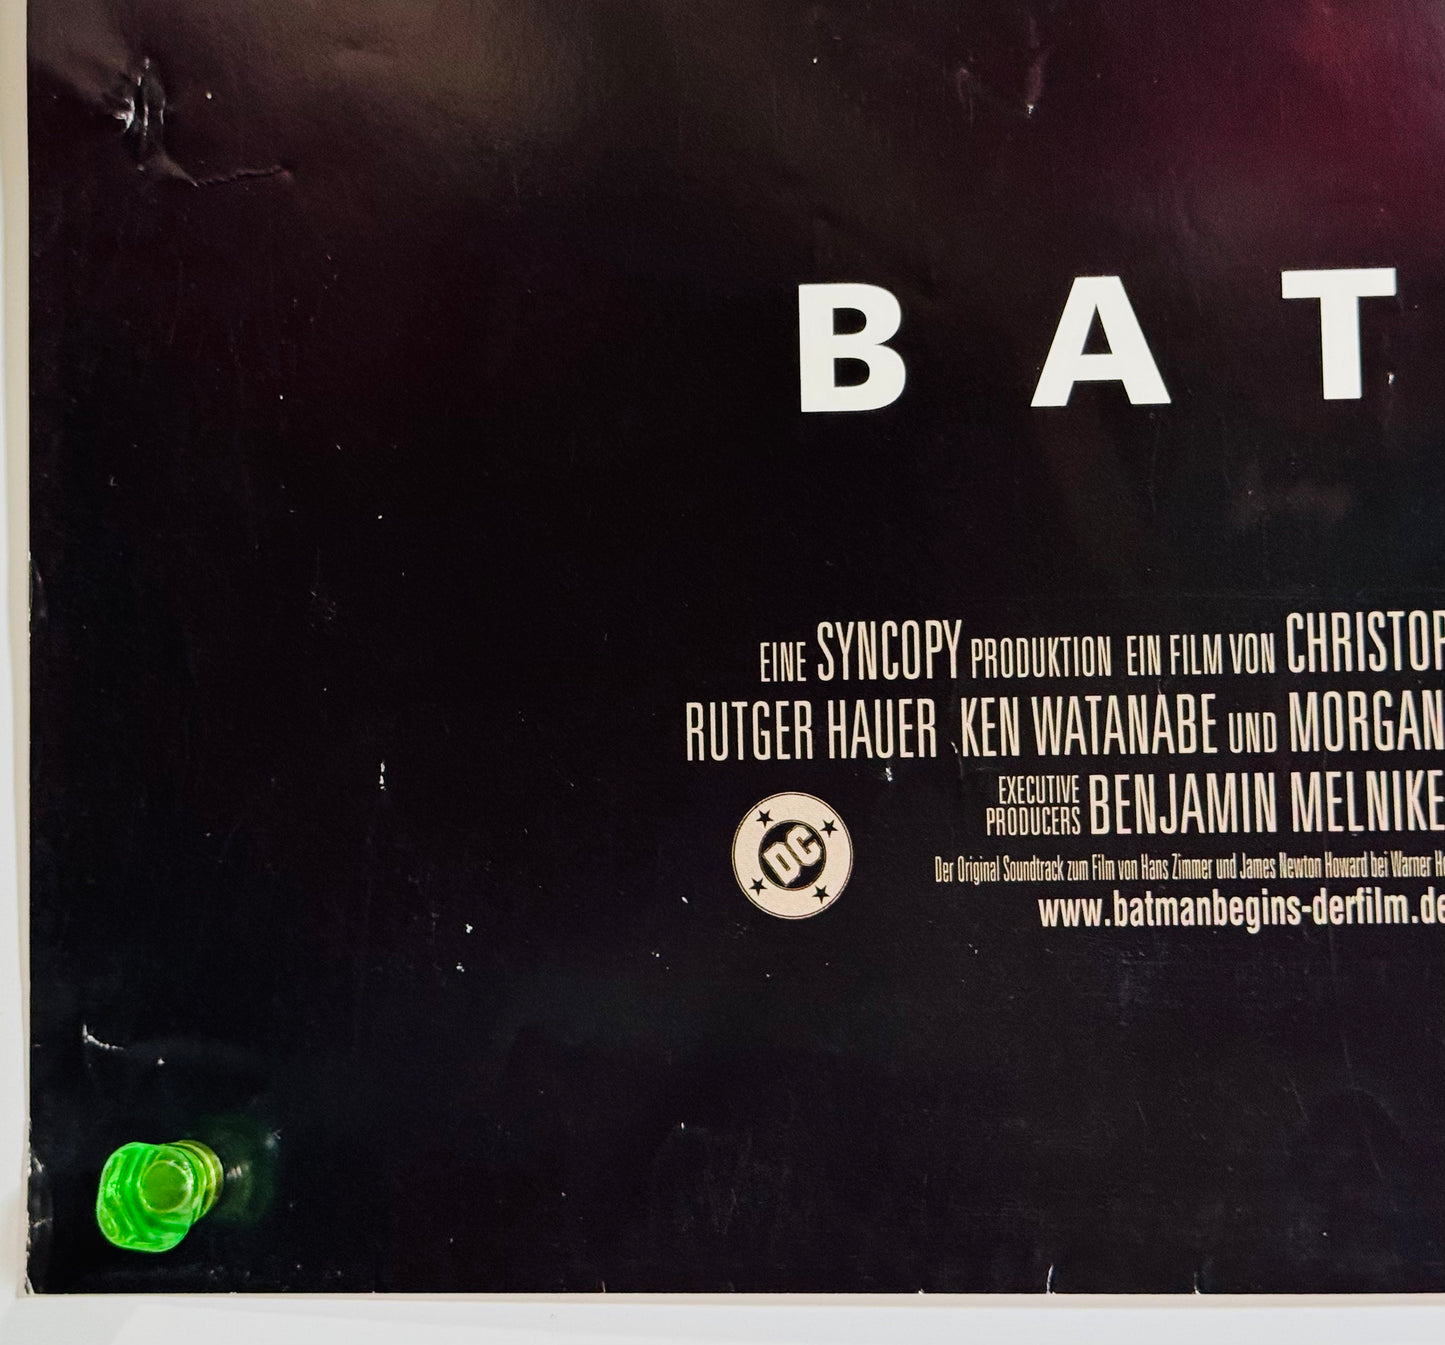 BAT
EINE SYNCOPY PRODUKTION EIN FILM VON CHRISTOP
RUTGER HAUER KEN WATANABE UND MORGAN
EXECUTIVE PRODUCERS BENJAMIN MELNIKE
DC
Der Original Soundtrack zum Film von Hans Zimmer und James Newton Howard bei Warner H
www.batmanbegins-derfilm.de